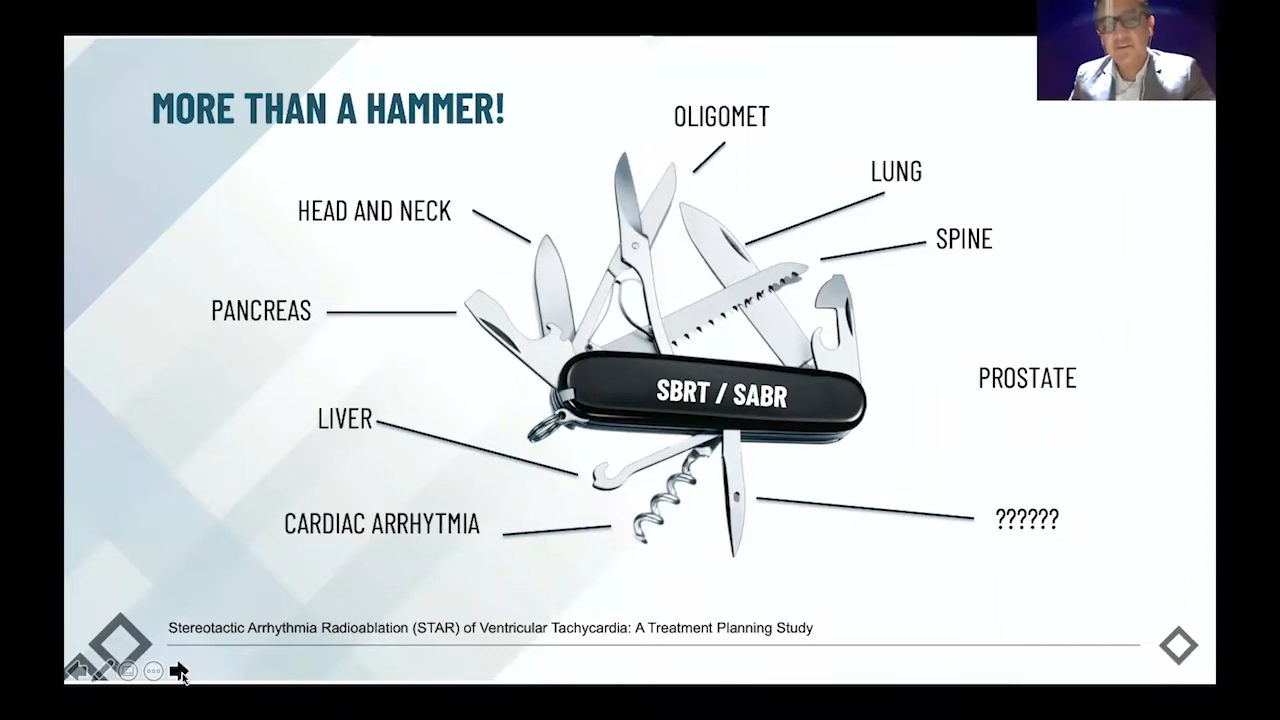 MORE THAN A HAMMER!
OLIGOMET
LUNG
HEAD AND NECK
SPINE
PANCREAS
PROSTATE
SBRT / SABR
LIVER
CARDIAC ARRHYTMIA
??????
Stereotactic Arrhythmia Radioablation (STAR) of Ventricular Tachycardia: A Treatment Planning Study